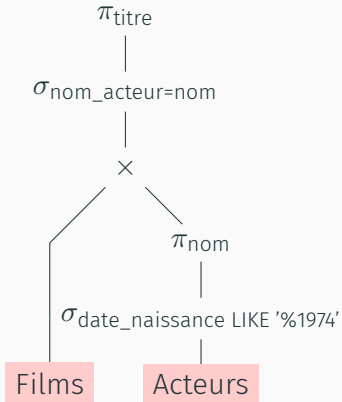 π titre
σ nom_acteur=nom
×
π nom
σ date_naissance LIKE ’%1974’
Films Acteurs